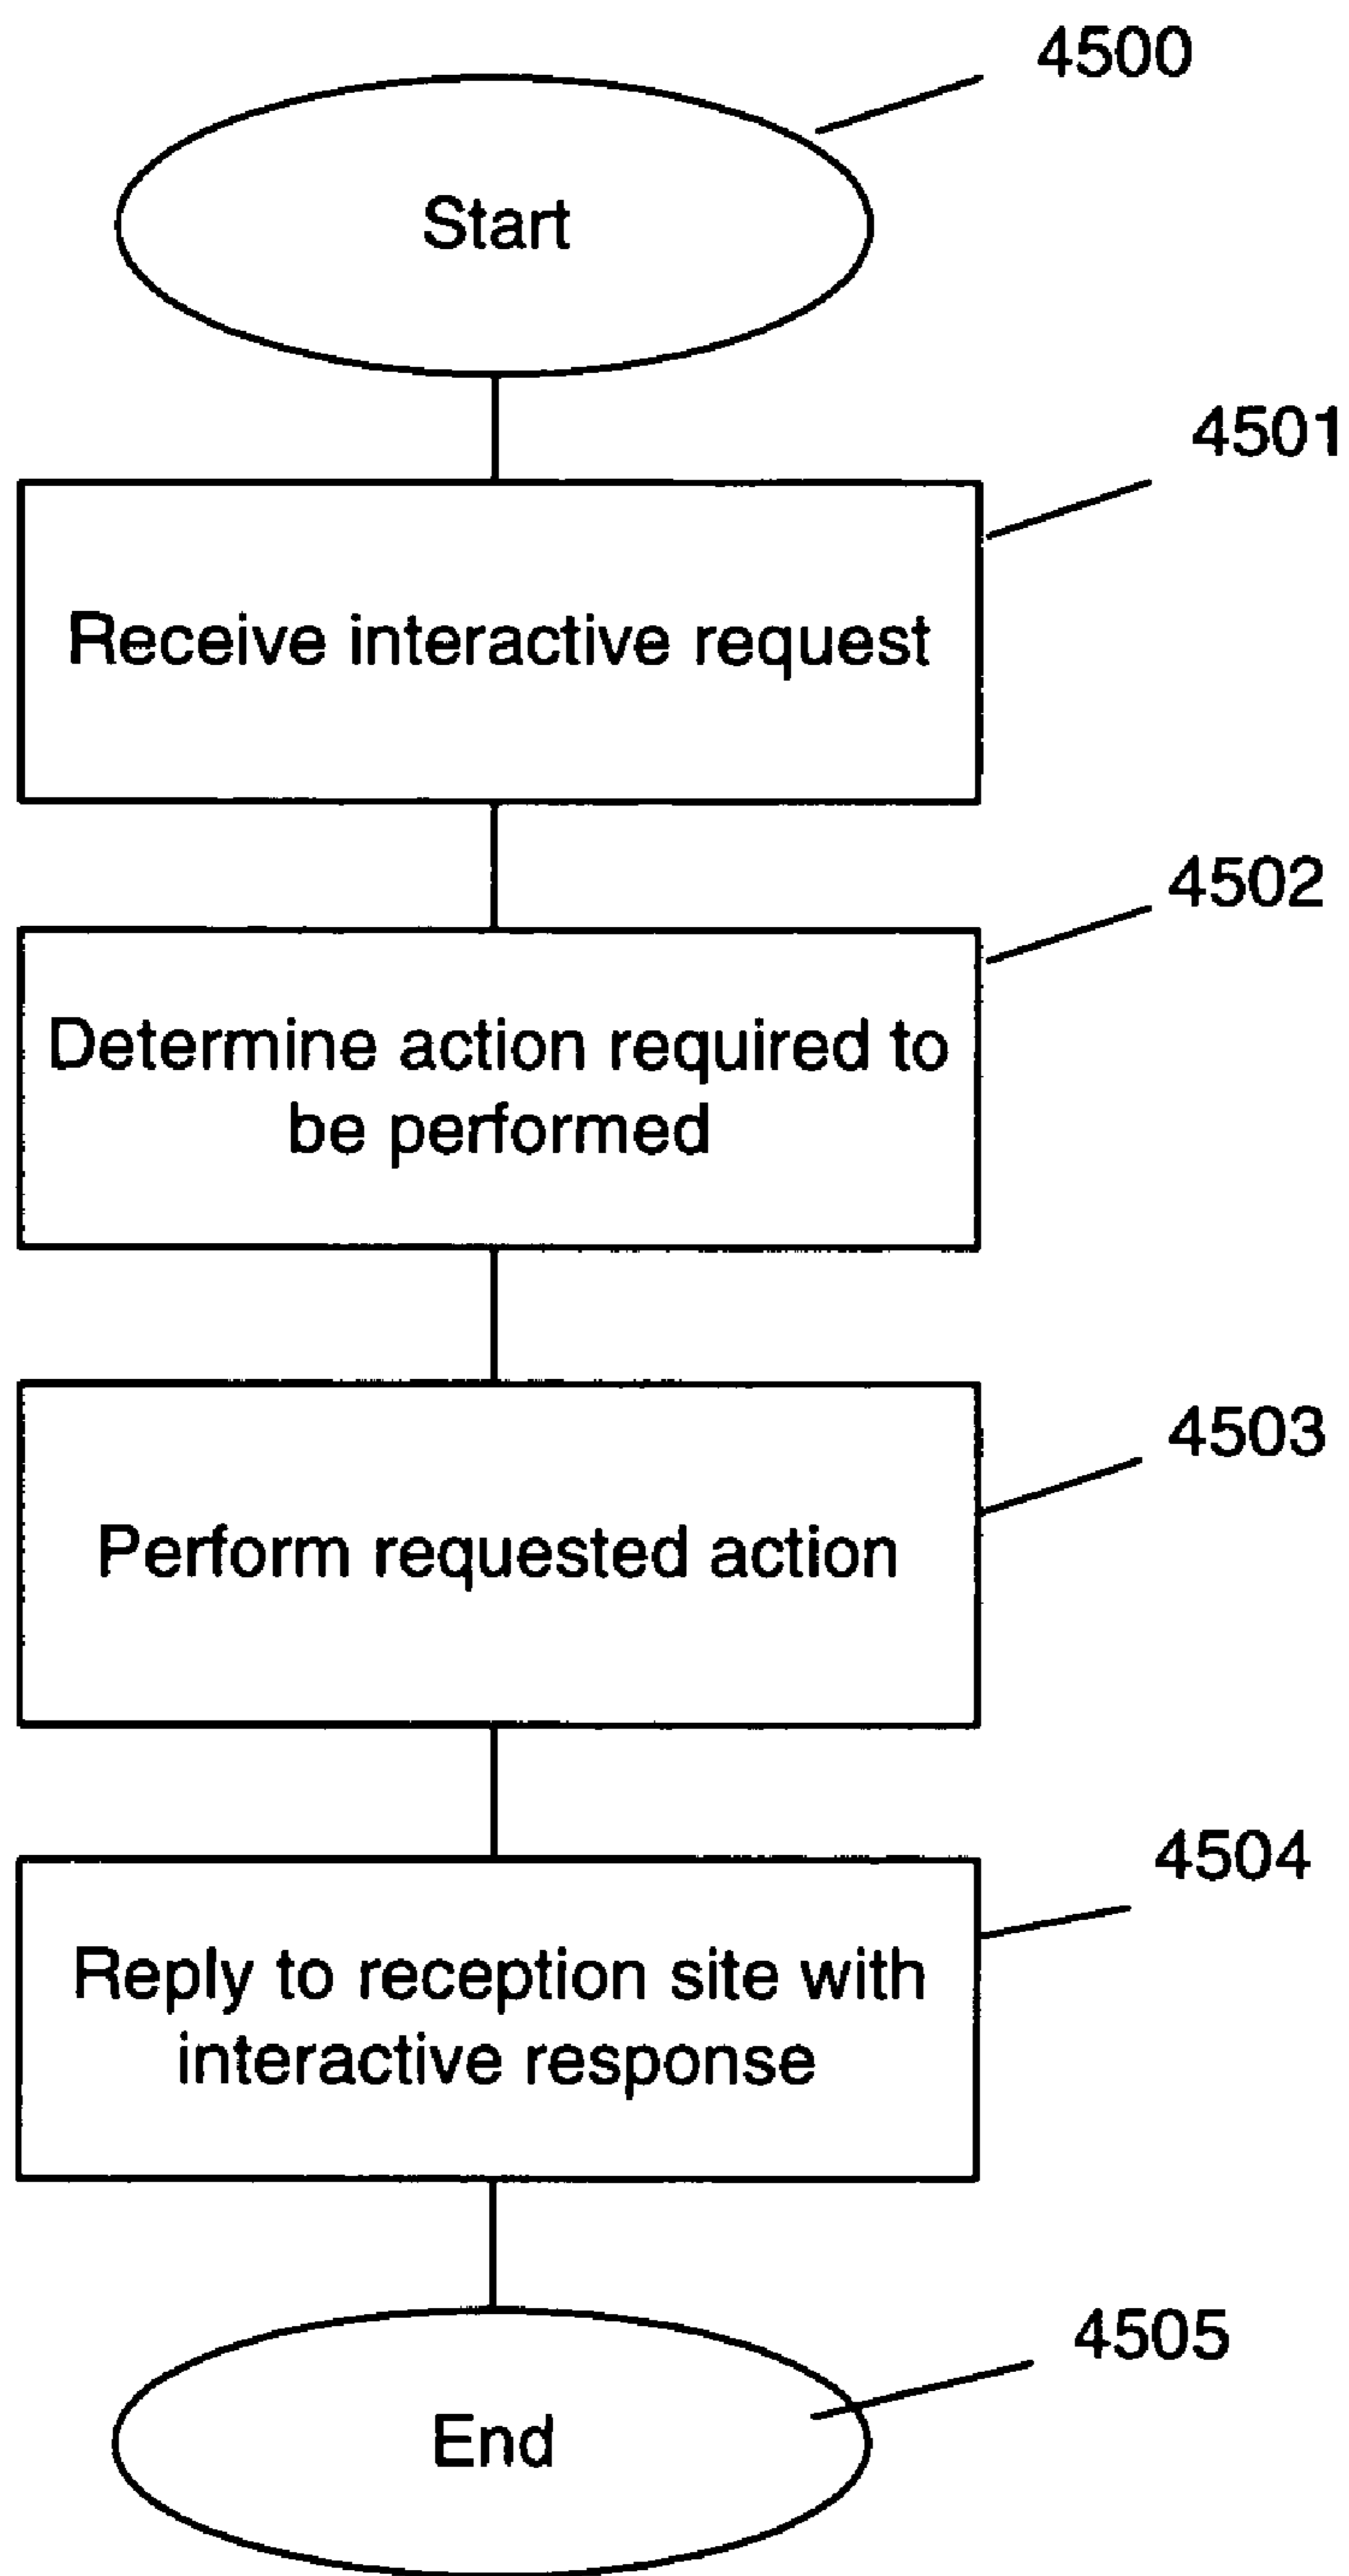 4500
Start
4501
Receive interactive request
4502
Determine action required to
be performed
4503
Perform requested action
4504
Reply to reception site with
interactive response
4505
End